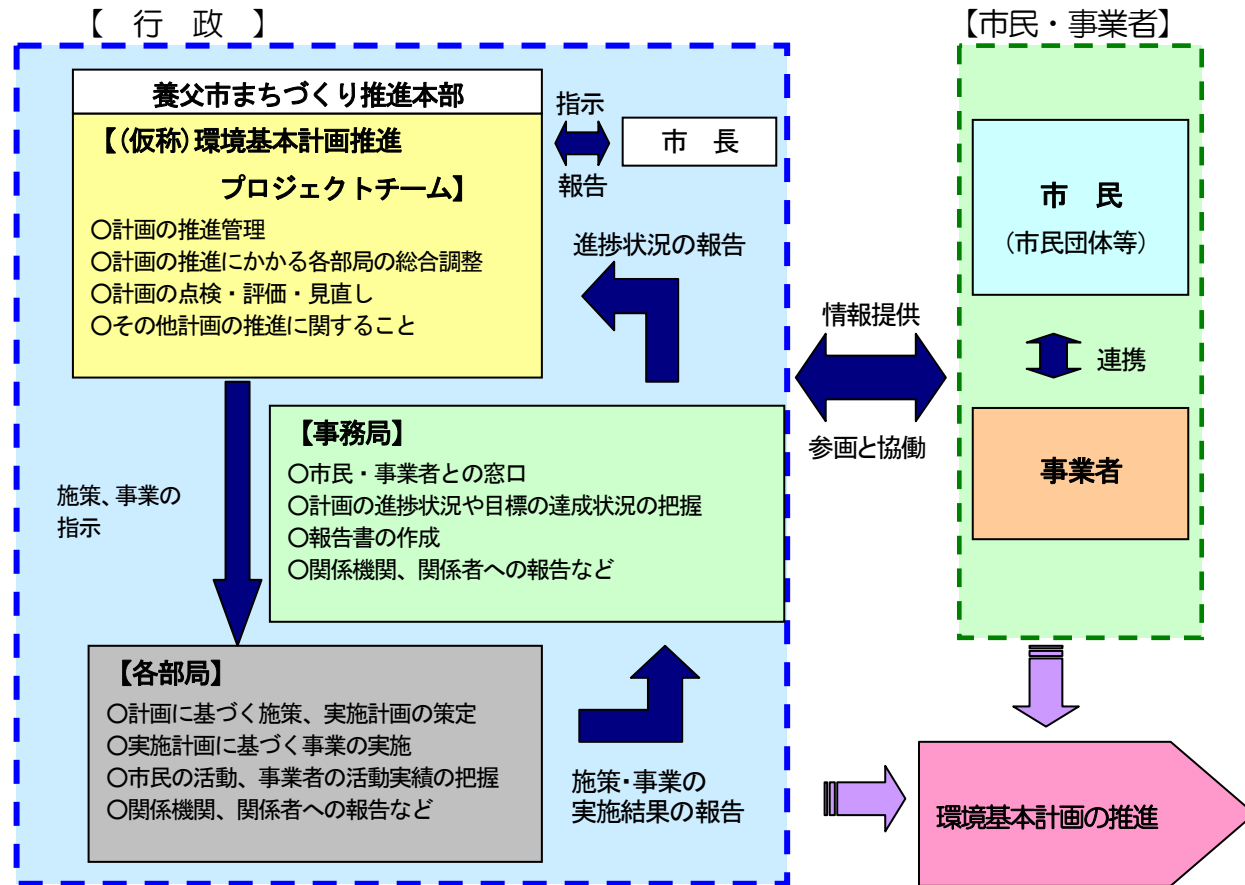 【　行　政　】
養父市まちづくり推進本部
【(仮称)環境基本計画推進
プロジェクトチーム】
○計画の推進管理
○計画の推進にかかる各部局の総合調整
○計画の点検・評価・見直し
○その他計画の推進に関すること
指示
報告
市　長
進捗状況の報告
施策、事業の
指示
【事務局】
○市民・事業者との窓口
○計画の進捗状況や目標の達成状況の把握
○報告書の作成
○関係機関、関係者への報告など
【各部局】
○計画に基づく施策、実施計画の策定
○実施計画に基づく事業の実施
○市民の活動、事業者の活動実績の把握
○関係機関、関係者への報告など
施策・事業の
実施結果の報告
情報提供
参画と協働
【市民・事業者】
市　民
（市民団体等）
連携
事業者
環境基本計画の推進